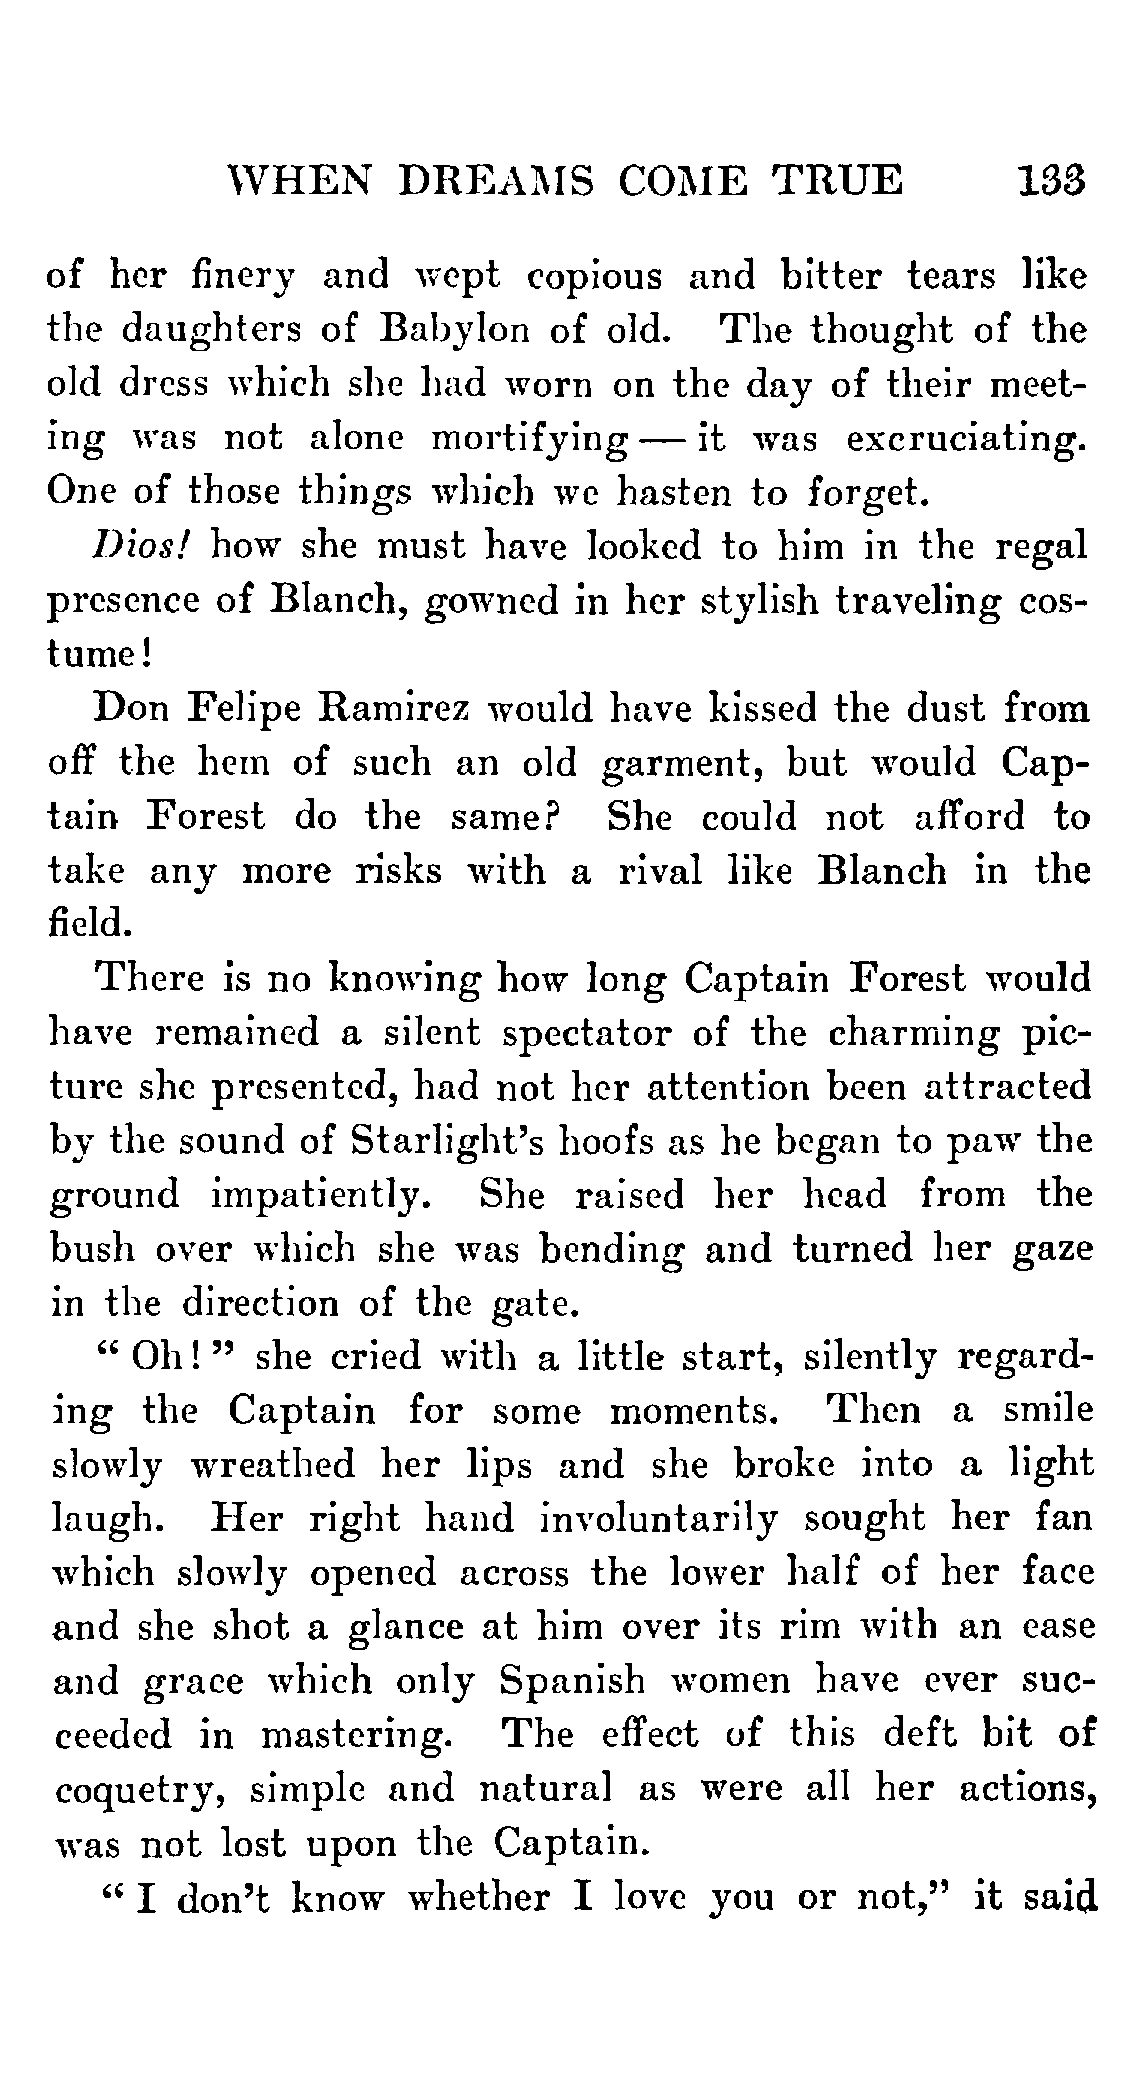 WHEN DREAMS COME TRUE 133
of her finery and wept copious and bitter tears like
the daughters of Babylon of old. The thought of the
old dress which she had worn on the day of their meet-
ing was not alone mortifying — it was excruciating.
One of those things which we hasten to forget.
Dios! how she must have looked to him in the regal
presence of Blanch, gowned in her stylish traveling cos-
tume!
Don Felipe Ramirez would have kissed the dust from
off the hem of such an old garment, but would Cap-
tain Forest do the same? She could not afford to
take any more risks with a rival like Blanch in the
field.
There is no knowing how long Captain Forest would
have remained a silent spectator of the charming pic-
ture she presented, had not her attention been attracted
by the sound of Starlight's hoofs as he began to paw the
ground impatiently. She raised her head from the
bush over which she was bending and turned her gaze
in the direction of the gate.
" Oh! " she cried with a little start, silently regard-
ing the Captain for some moments. Then a smile
slowly wreathed her lips and she broke into a light
laugh. Her right hand involuntarily sought her fan
which slowly opened across the lower half of her face
and she shot a glance at him over its rim with an ease
and grace which only Spanish women have ever suc-
ceeded in mastering. The effect of this deft bit of
coquetry, simple and natural as were all her actions,
was not lost upon the Captain.
" I don't know whether I love you or not," it said